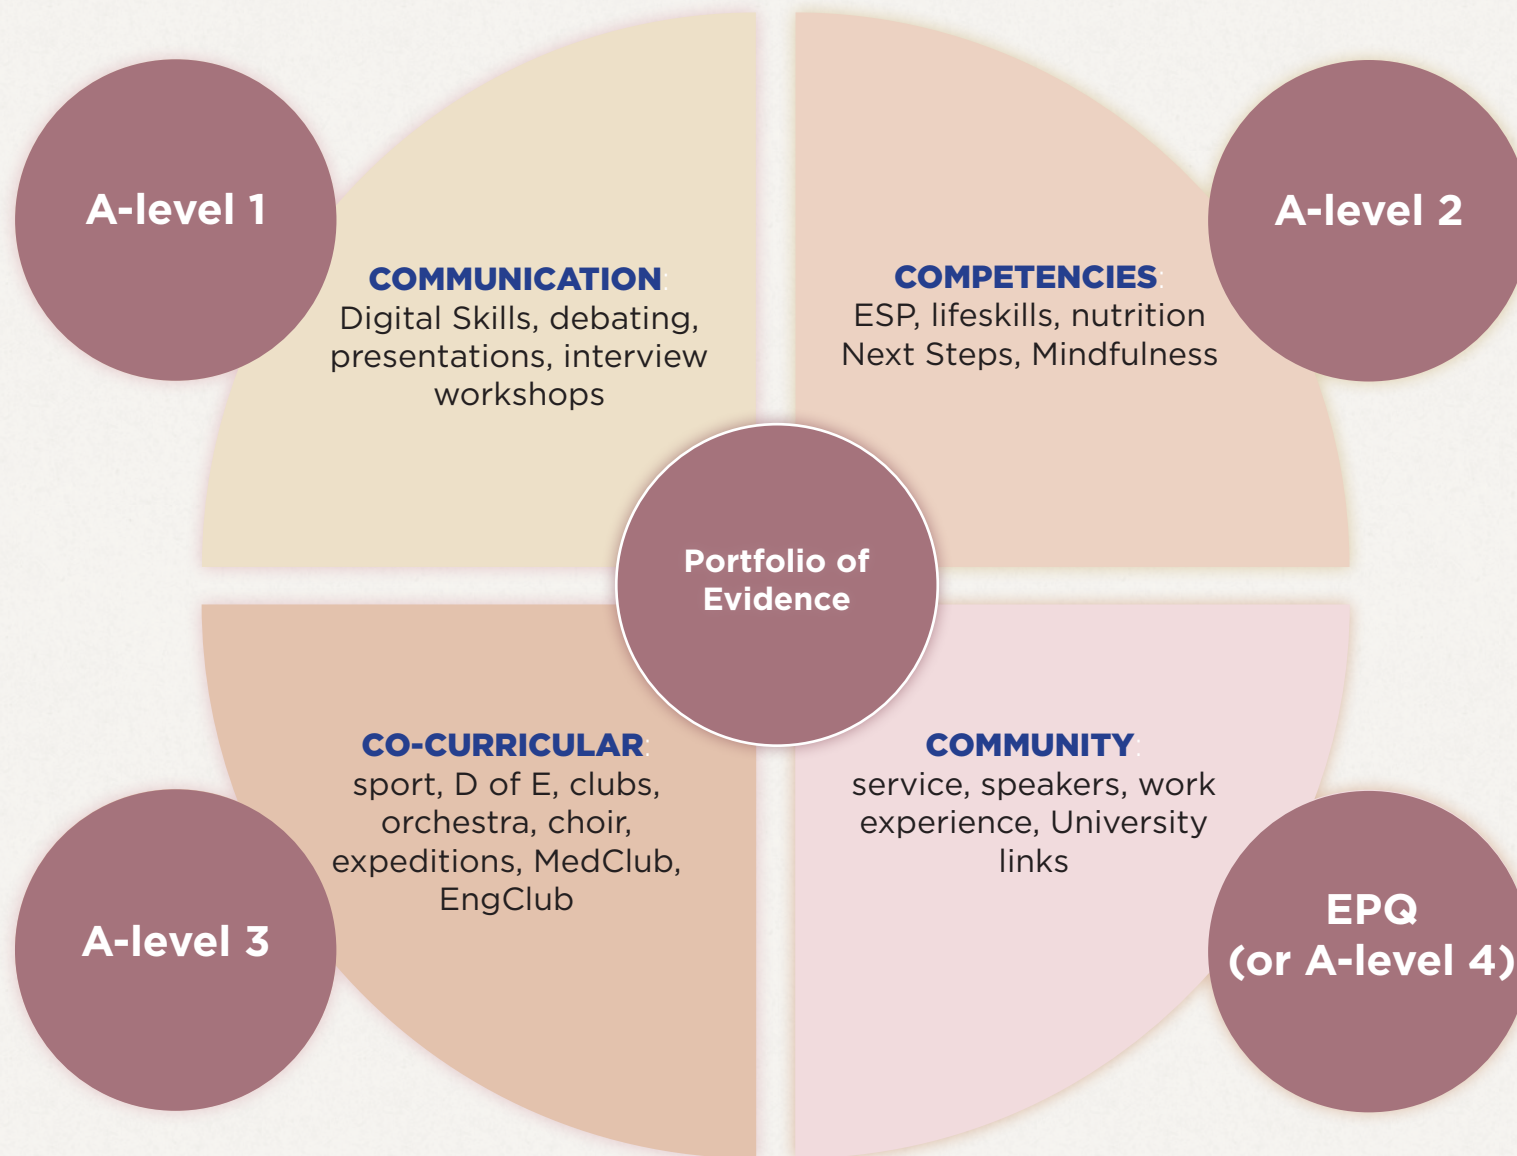 A-level 1
COMMUNICATION:
Digital Skills, debating,
presentations, interview
workshops
A-level 2
COMPETENCIES:
ESP, lifeskills, nutrition
Next Steps, Mindfulness
Portfolio of
Evidence
A-level 3
CO-CURRICULAR:
sport, D of E, clubs,
orchestra, choir,
expeditions, MedClub,
EngClub
COMMUNITY:
service, speakers, work
experience, University
links
EPQ
(or A-level 4)